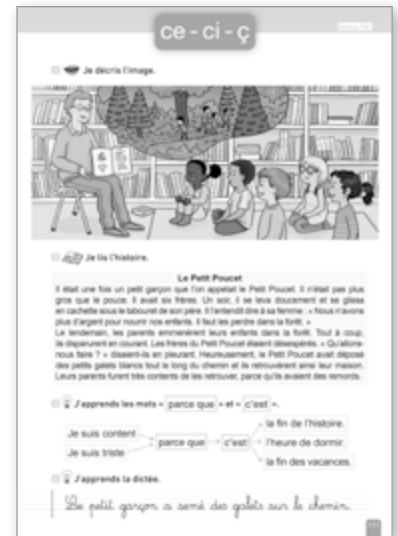 ce - ci - ç
Je décris l'image.
Je lis l'histoire.
Le Petit Poucet
Il était une fois un petit garçon que l'on appelait le Petit Poucet. Il n'était pas plus
gros que le pouce. Il avait six frères. Un soir, il se leva doucement et se glissa
en cachette sous le tabouret de son père. Il l'entendit dire à sa femme : « Nous n'avons
plus d'argent pour nourrir nos enfants. Il faut les perdre dans la forêt. »
Le lendemain, les parents emmenèrent leurs enfants dans la forêt. Tout à coup,
ils disparurent en courant. Les frères du Petit Poucet étaient désespérés. « Qu'allons-
nous faire ? » disaient-ils en pleurant. Heureusement, le Petit Poucet avait déposé
des petits galets blancs tout le long du chemin et ils retrouvèrent ainsi leur maison.
Leurs parents furent très contents de les retrouver, parce qu'ils avaient des remords.
J'apprends les mots « parce que » et « c'est ».
la fin de l'histoire.
Je suis content
parce que c'est l'heure de dormir.
Je suis triste
la fin des vacances.
J'apprends la dictée.
Le petit garçon a semé des galets sur le chemin.